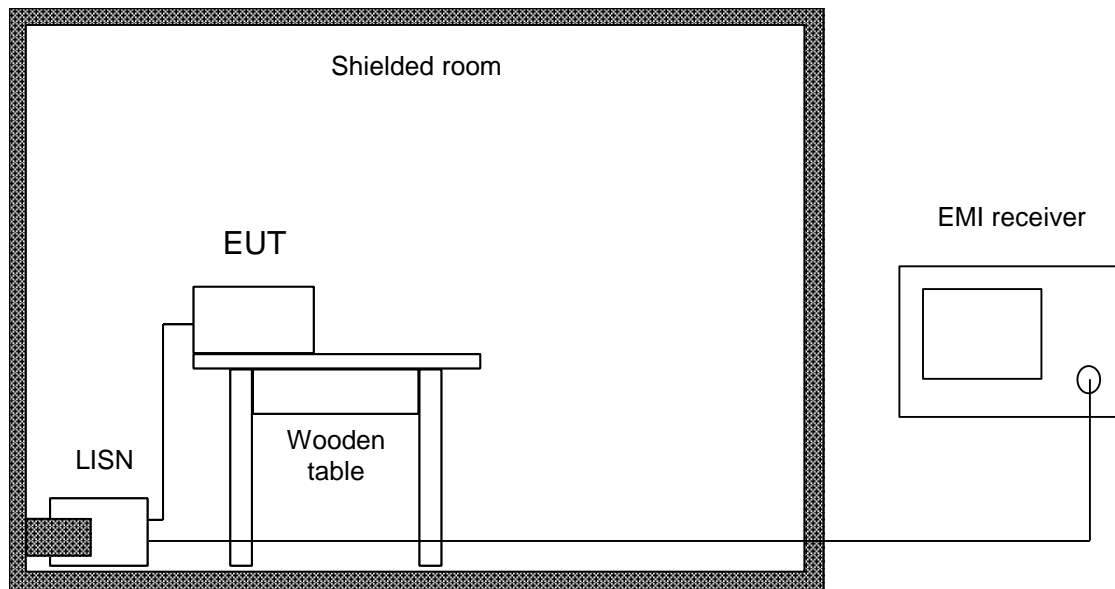 Shielded room
EMI receiver
EUT
Wooden
table
LISN